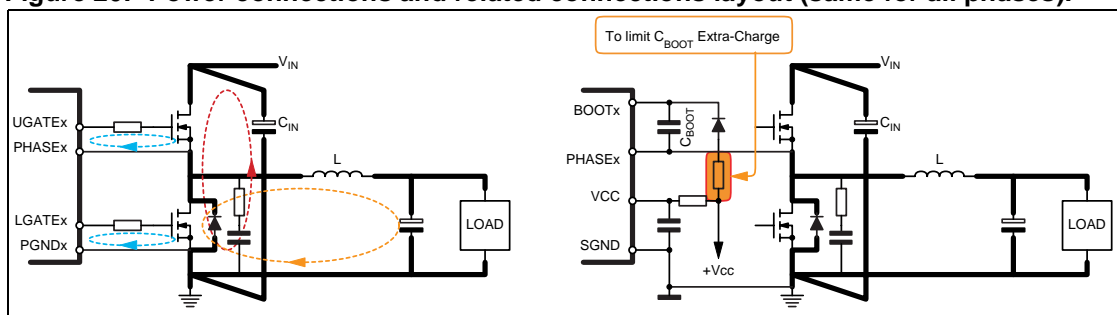 Figure 26. Power connections and related connections layout (same for all phases).
To limit CBOOT Extra-Charge
VIN
UGATEx
PHASEx
CIN
L
LGATEx
PGNDx
LOAD
VIN
BOOTx
CBOOT
CIN
PHASEx
L
VCC
LOAD
SGND
+Vcc